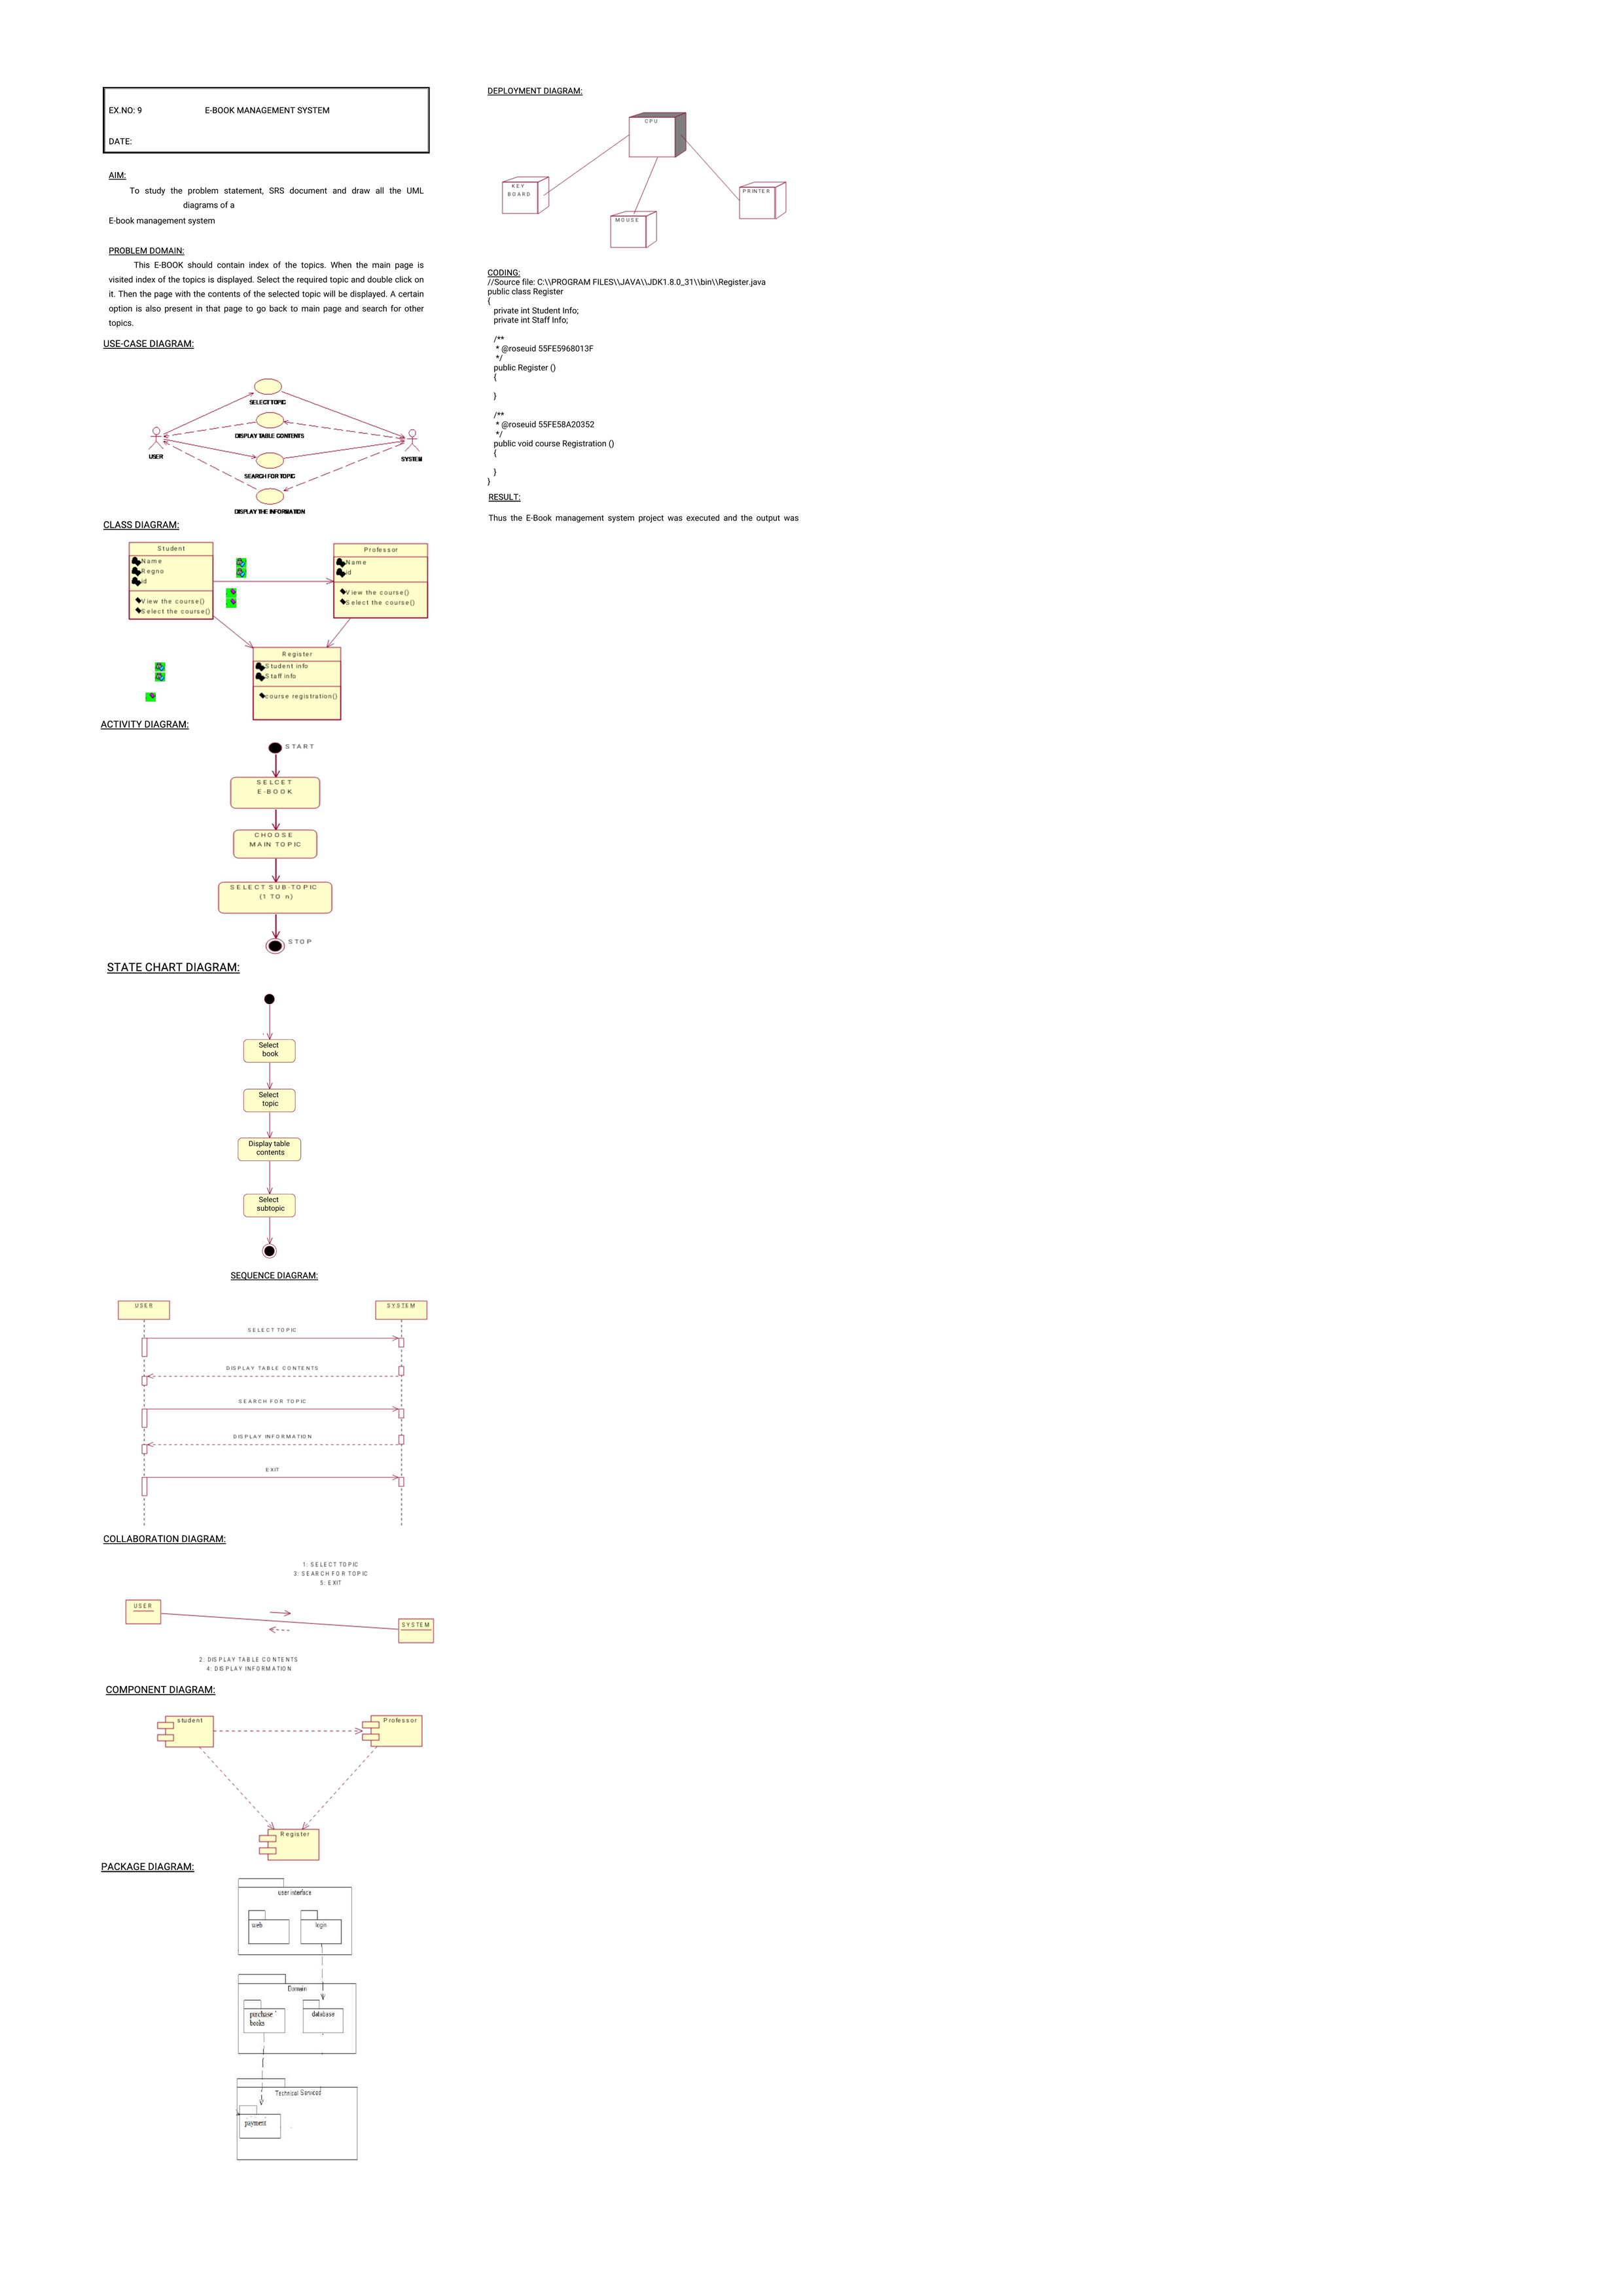 EX.NO: 9 E-BOOK MANAGEMENT SYSTEM
DATE:
AIM:
To study the problem statement, SRS document and draw all the UML
diagrams of a
E-book management system
PROBLEM DOMAIN:
This E-BOOK should contain index of the topics. When the main page is
visited index of the topics is displayed. Select the required topic and double click on
it. Then the page with the contents of the selected topic will be displayed. A certain
option is also present in that page to go back to main page and search for other
topics.
USE-CASE DIAGRAM:
SELECT TOPIC
DISPLAY TABLE CONTENTS
USER
SYSTEM
SEARCH FOR TOPIC
DISPLAY THE INFORMATION
CLASS DIAGRAM:
Student
Name
Regno
id
View the course()
Select the course()
Professor
Name
id
View the course()
Select the course()
Register
Student info
Staff info
course registration()
ACTIVITY DIAGRAM:
START
SELCET
E-BOOK
CHOOSE
MAIN TOPIC
SELECT SUB-TOPIC
(1 TO n)
STOP
STATE CHART DIAGRAM:
Select
book
Select
topic
Display table
contents
Select
subtopic
SEQUENCE DIAGRAM:
USER
SYSTEM
SELECT TOPIC
DISPLAY TABLE CONTENTS
SEARCH FOR TOPIC
DISPLAY INFORMATION
EXIT
COLLABORATION DIAGRAM:
1: SELECT TOPIC
3: SEARCH FOR TOPIC
5: EXIT
USER
SYSTEM
2: DISPLAY TABLE CONTENTS
4: DISPLAY INFORMATION
COMPONENT DIAGRAM:
student
Professor
Register
PACKAGE DIAGRAM:
user interface
web
login
Domain
purchase
books
database
Technical Services
payment
DEPLOYMENT DIAGRAM:
CPU
KEY
BOARD
PRINTER
MOUSE
CODING:
//Source file: C:\\PROGRAM FILES\\JAVA\\JDK1.8.0_31\\bin\\Register.java
public class Register
{
private int Student Info;
private int Staff Info;
/**
* @roseuid 55FE5968013F
*/
public Register ()
{
}
/**
* @roseuid 55FE58A20352
*/
public void course Registration ()
{
}
}
RESULT:
Thus the E-Book management system project was executed and the output was